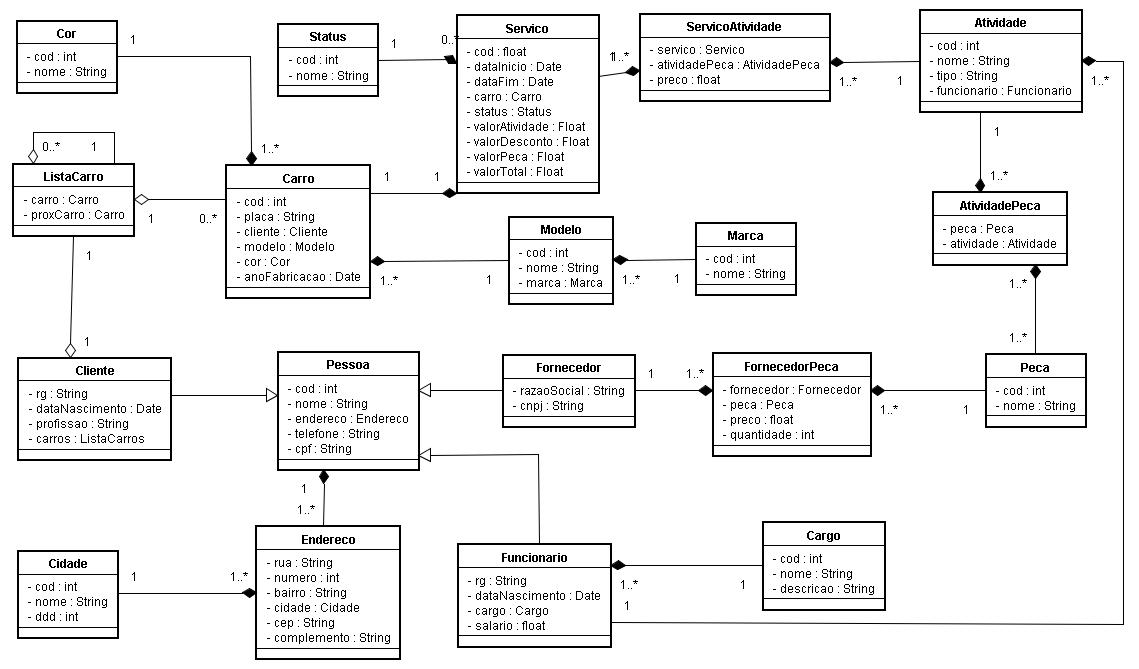 Cor
- cod : int
- nome : String
1
1..*
Status
- cod : int
- nome : String
1
0..*
Servico
- cod : float
- dataInicio : Date
- dataFim : Date
- carro : Carro
- status : Status
- valorAtividade : Float
- valorDesconto : Float
- valorPeca : Float
- valorTotal : Float
1
1..*
ServicoAtividade
- servico : Servico
- atividadePeca : AtividadePeca
- preco : float
1..*
1
Atividade
- cod : int
- nome : String
- tipo : String
- funcionario : Funcionario
1..*
1
1..*
0..*
1
ListaCarro
- carro : Carro
- proxCarro : Carro
1
0..*
1
1
Carro
- cod : int
- placa : String
- cliente : Cliente
- modelo : Modelo
- cor : Cor
- anoFabricacao : Date
1
1
1..*
1
Modelo
- cod : int
- nome : String
- marca : Marca
1..*
1
Marca
- cod : int
- nome : String
AtividadePeca
- peca : Peca
- atividade : Atividade
1..*
1..*
Cliente
- rg : String
- dataNascimento : Date
- profissao : String
- carros : ListaCarros
Pessoa
- cod : int
- nome : String
- endereco : Endereco
- telefone : String
- cpf : String
1
1..*
Fornecedor
- razaoSocial : String
- cnpj : String
1
1..*
FornecedorPeca
- fornecedor : Fornecedor
- peca : Peca
- preco : float
- quantidade : int
1..*
1
Peca
- cod : int
- nome : String
Cidade
- cod : int
- nome : String
- ddd : int
1
1..*
Endereco
- rua : String
- numero : int
- bairro : String
- cidade : Cidade
- cep : String
- complemento : String
Funcionario
- rg : String
- dataNascimento : Date
- cargo : Cargo
- salario : float
1..*
1
1
Cargo
- cod : int
- nome : String
- descricao : String